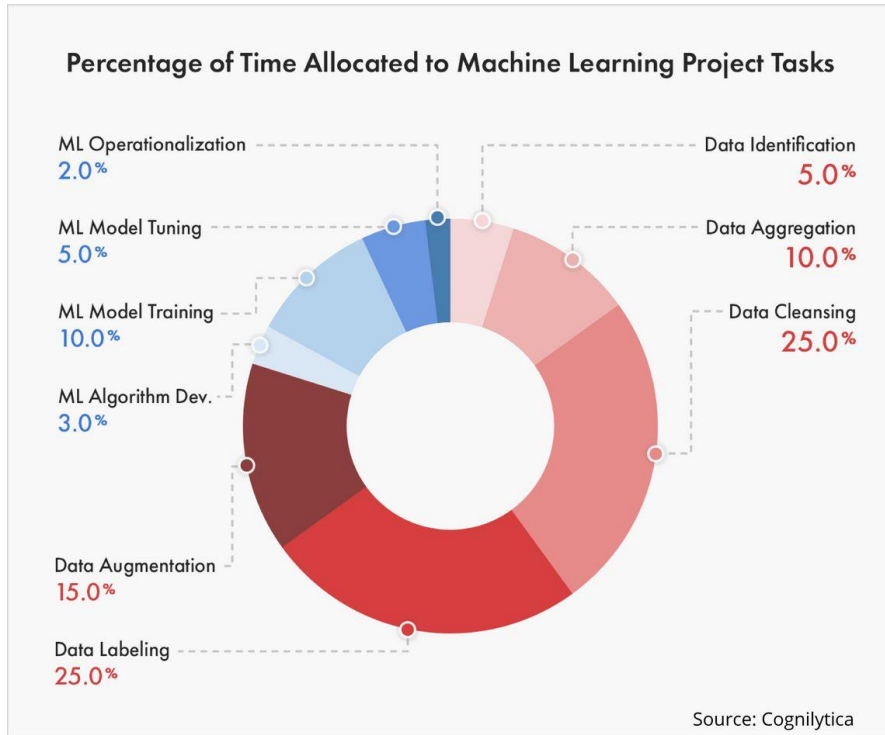 Percentage of Time Allocated to Machine Learning Project Tasks
ML Operationalization
2.0%
ML Model Tuning
5.0%
ML Model Training
10.0%
ML Algorithm Dev.
3.0%
Data Augmentation
15.0%
Data Labeling
25.0%
Data Identification
5.0%
Data Aggregation
10.0%
Data Cleansing
25.0%
Source: Cognilytica